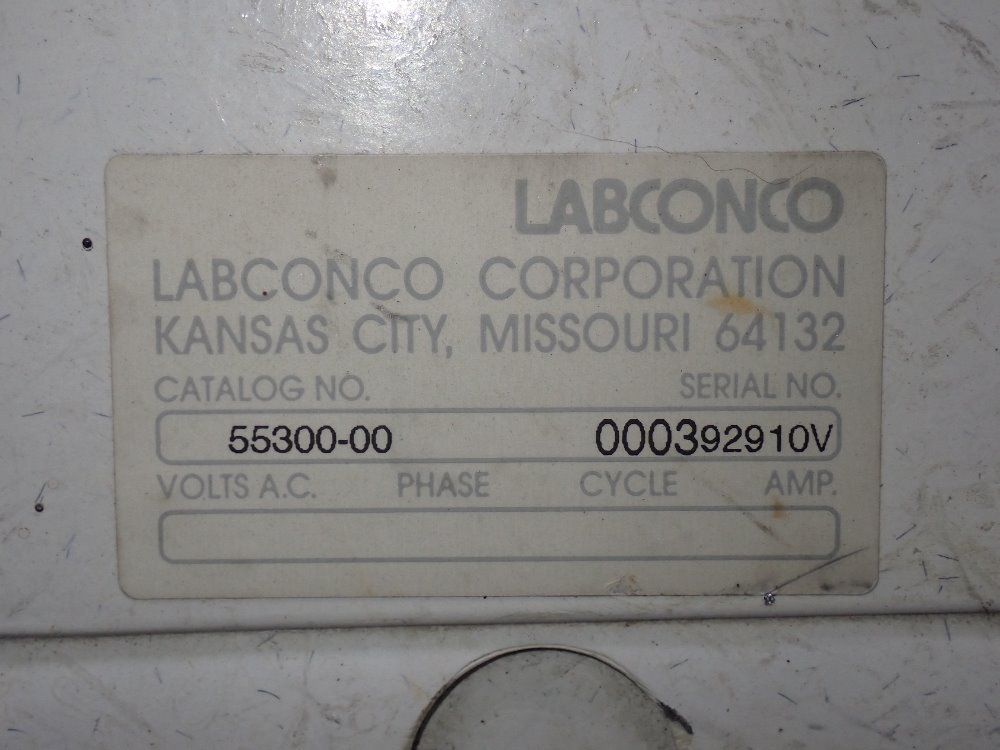 LABCONCO
LABCONCO CORPORATION
KANSAS CITY, MISSOURI 64132
CATALOG NO. SERIAL NO.
55300-00 000392910V
VOLTS A.C. PHASE CYCLE AMP.